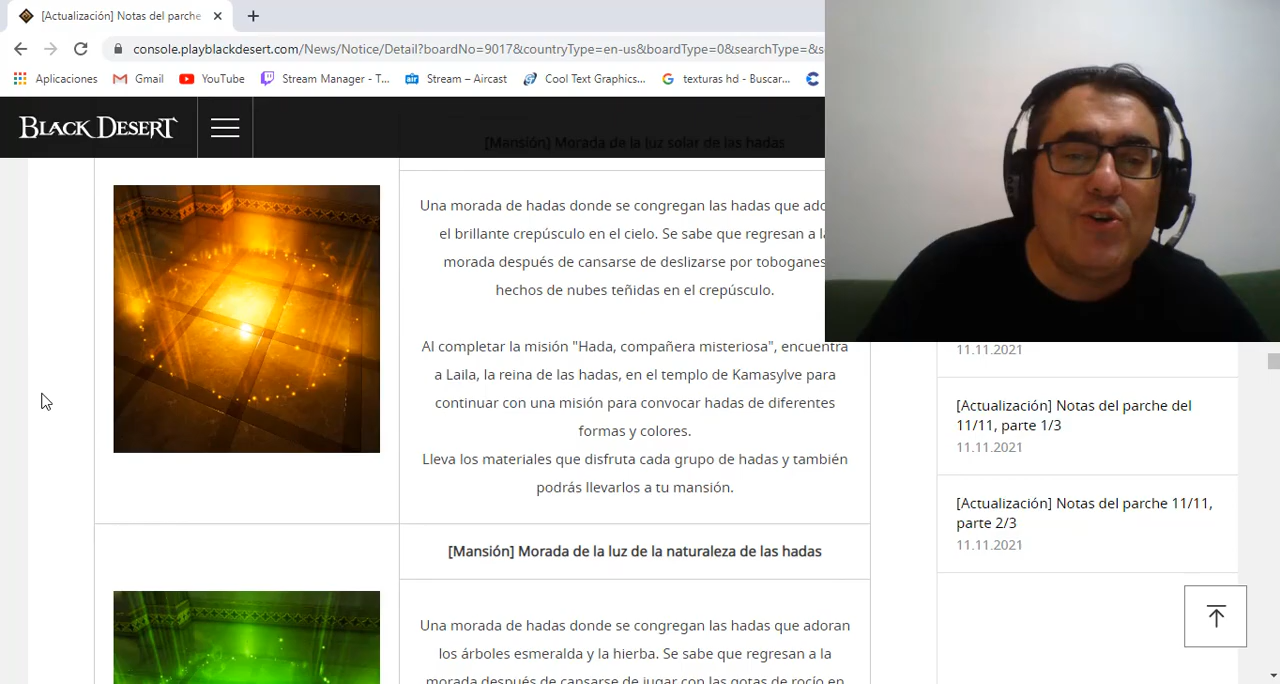 [Actualización] Notas del parche
console.playblackdesert.com/News/Notice/Detail?boardNo=9017&countryType=en-us&boardType=0&searchType=&s
Aplicaciones
Gmail
YouTube
Stream Manager - T...
Stream – Aircast
Cool Text Graphics...
texturas hd - Buscar...
BLACK DESERT
[Mansión] Morada de la luz solar de las hadas
Una morada de hadas donde se congregan las hadas que ado
el brillante crepúsculo en el cielo. Se sabe que regresan a la
morada después de cansarse de deslizarse por toboganes
hechos de nubes teñidas en el crepúsculo.
Al completar la misión "Hada, compañera misteriosa", encuentra
a Laila, la reina de las hadas, en el templo de Kamasylve para
continuar con una misión para convocar hadas de diferentes
formas y colores.
Lleva los materiales que disfruta cada grupo de hadas y también
podrás llevarlos a tu mansión.
[Mansión] Morada de la luz de la naturaleza de las hadas
Una morada de hadas donde se congregan las hadas que adoran
los árboles esmeralda y la hierba. Se sabe que regresan a la
morada después de cansarse de jugar con las gotas de rocío en
11.11.2021
[Actualización] Notas del parche del
11/11, parte 1/3
11.11.2021
[Actualización] Notas del parche 11/11,
parte 2/3
11.11.2021